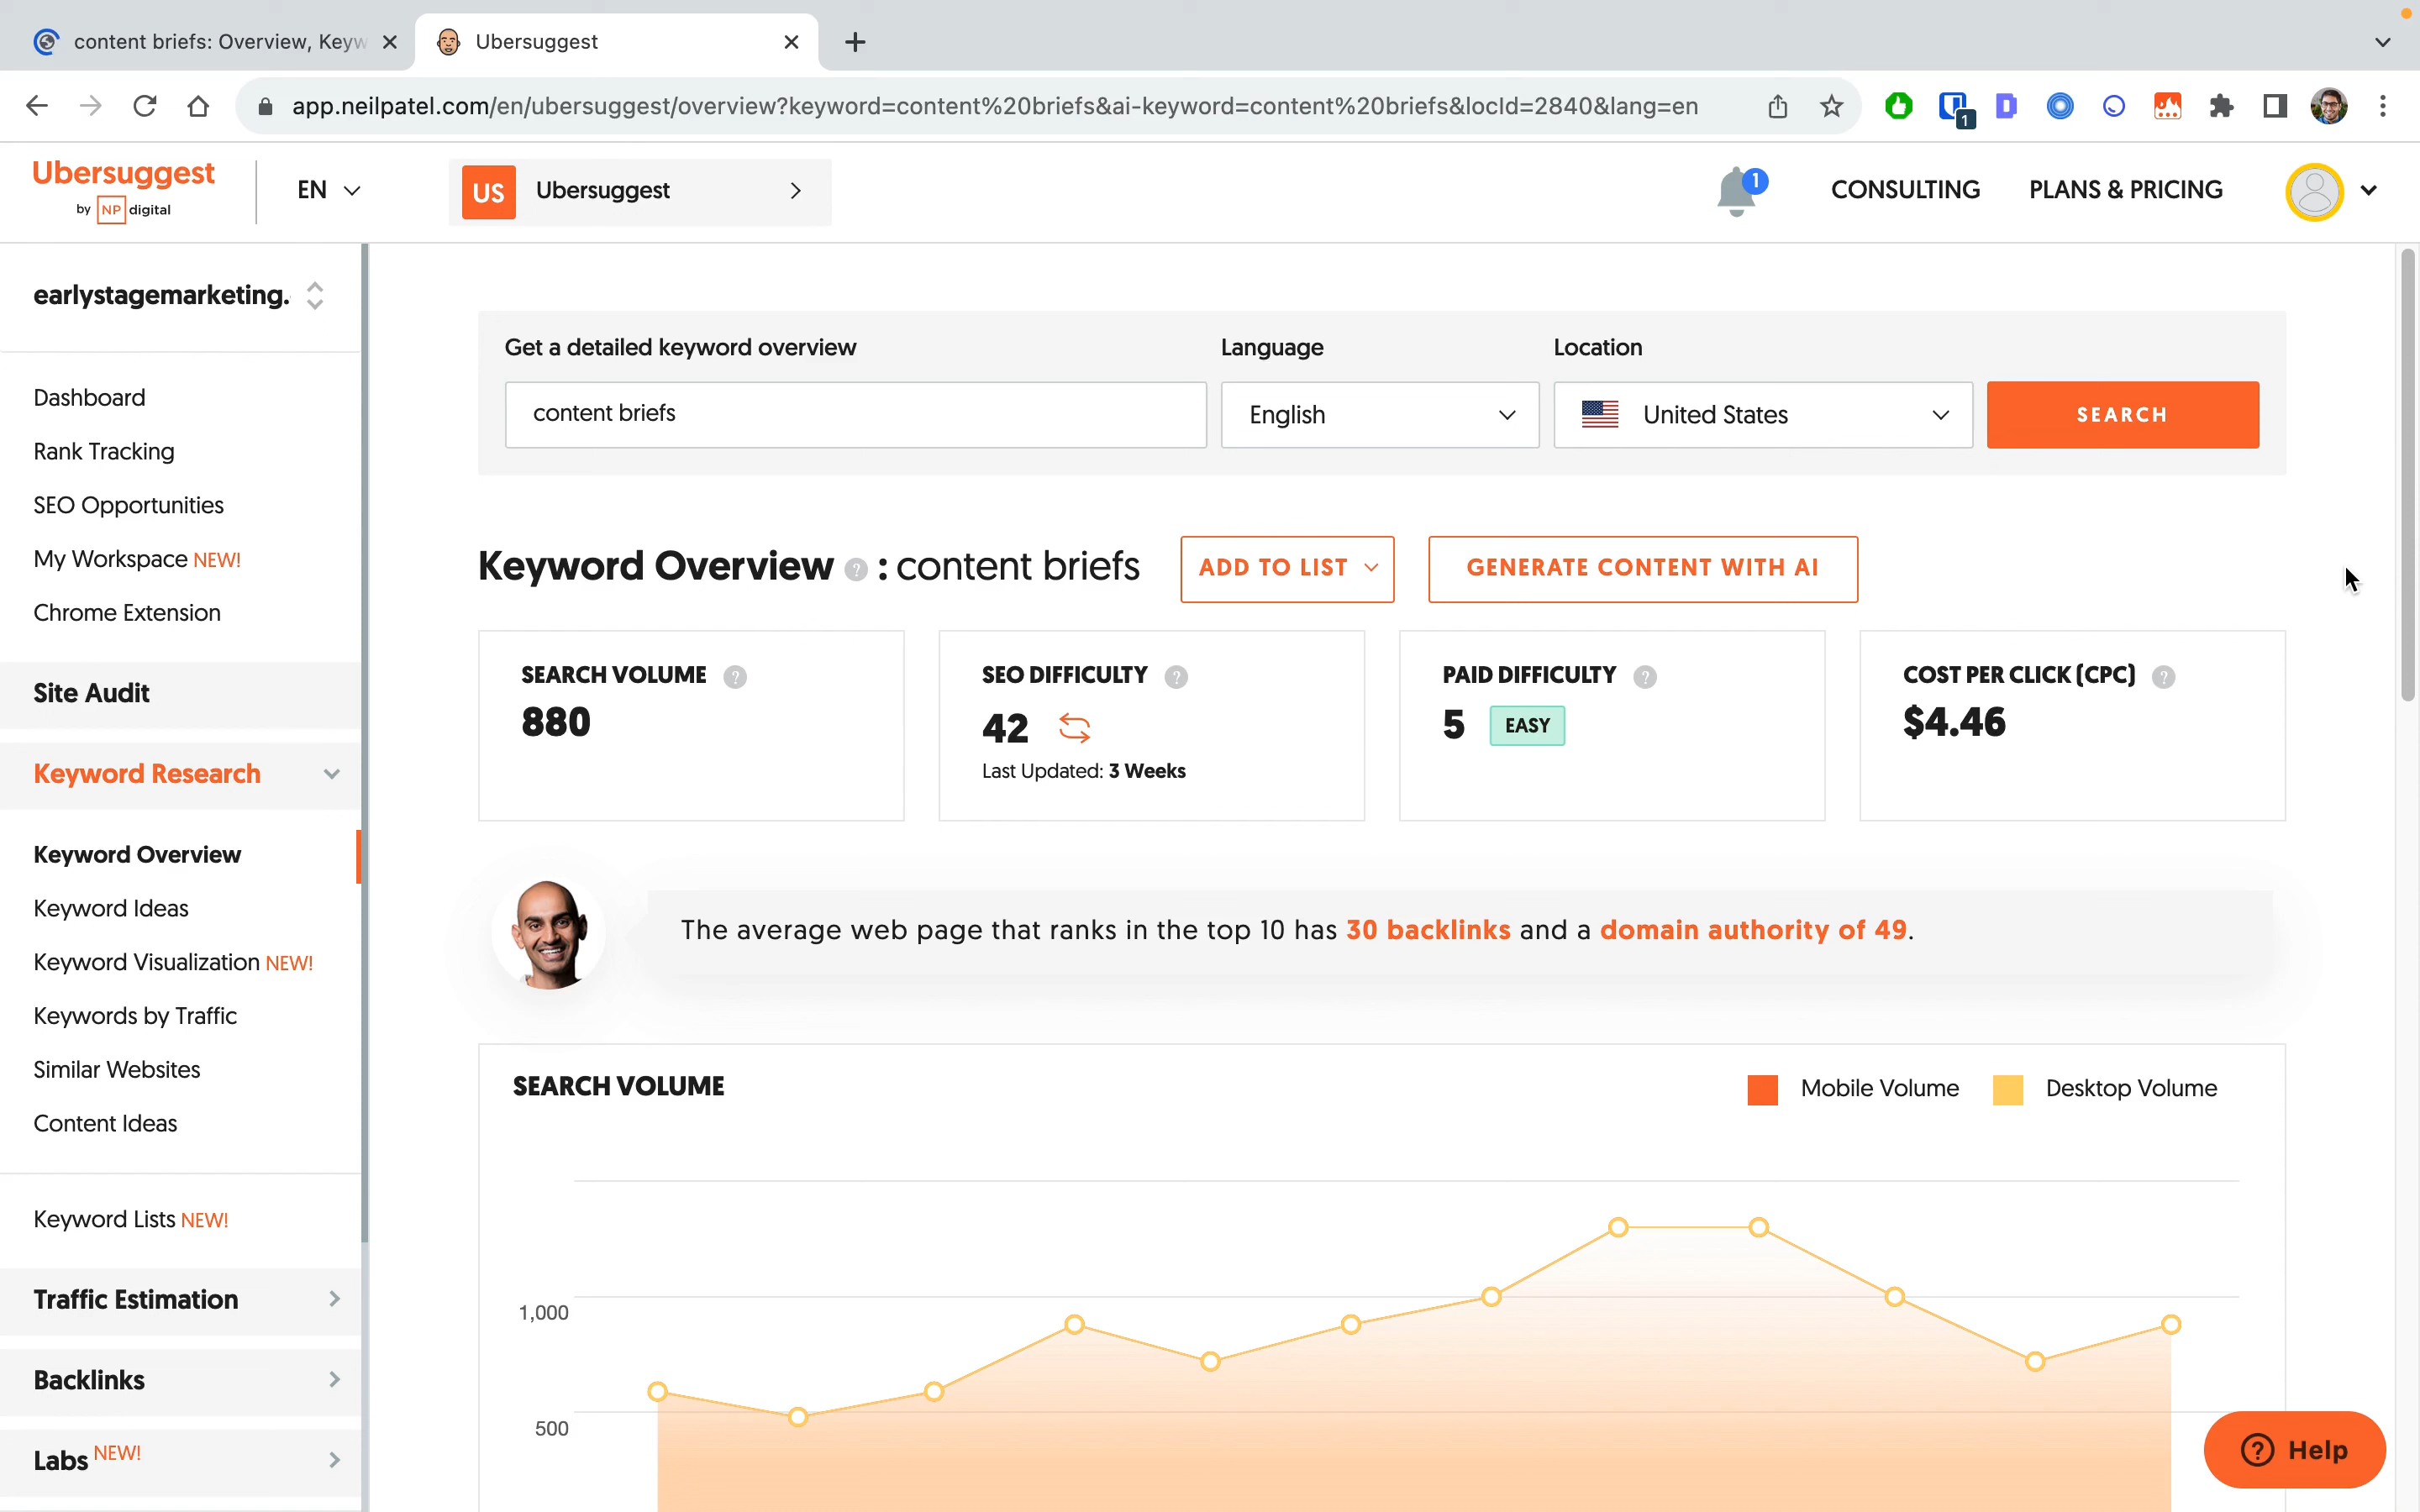 content briefs: Overview, Keyw
Ubersuggest
app.neilpatel.com/en/ubersuggest/overview?keyword=content%20briefs&ai-keyword=content%20briefs&locId=2840&lang=en
1
Ubersuggest
by NP digital
EN
US Ubersuggest
1
CONSULTING
PLANS & PRICING
earlystagemarketing.
Dashboard
Rank Tracking
SEO Opportunities
My Workspace NEW!
Chrome Extension
Site Audit
Keyword Research
Keyword Overview
Keyword Ideas
Keyword Visualization NEW!
Keywords by Traffic
Similar Websites
Content Ideas
Keyword Lists NEW!
Traffic Estimation
Backlinks
Labs NEW!
Get a detailed keyword overview
Language
Location
content briefs
English
United States
SEARCH
Keyword Overview ? : content briefs
ADD TO LIST
GENERATE CONTENT WITH AI
SEARCH VOLUME ?
880
SEO DIFFICULTY ?
42
Last Updated: 3 Weeks
PAID DIFFICULTY ?
5 EASY
COST PER CLICK (CPC) ?
$4.46
The average web page that ranks in the top 10 has 30 backlinks and a domain authority of 49.
SEARCH VOLUME
Mobile Volume
Desktop Volume
1,000
500
? Help